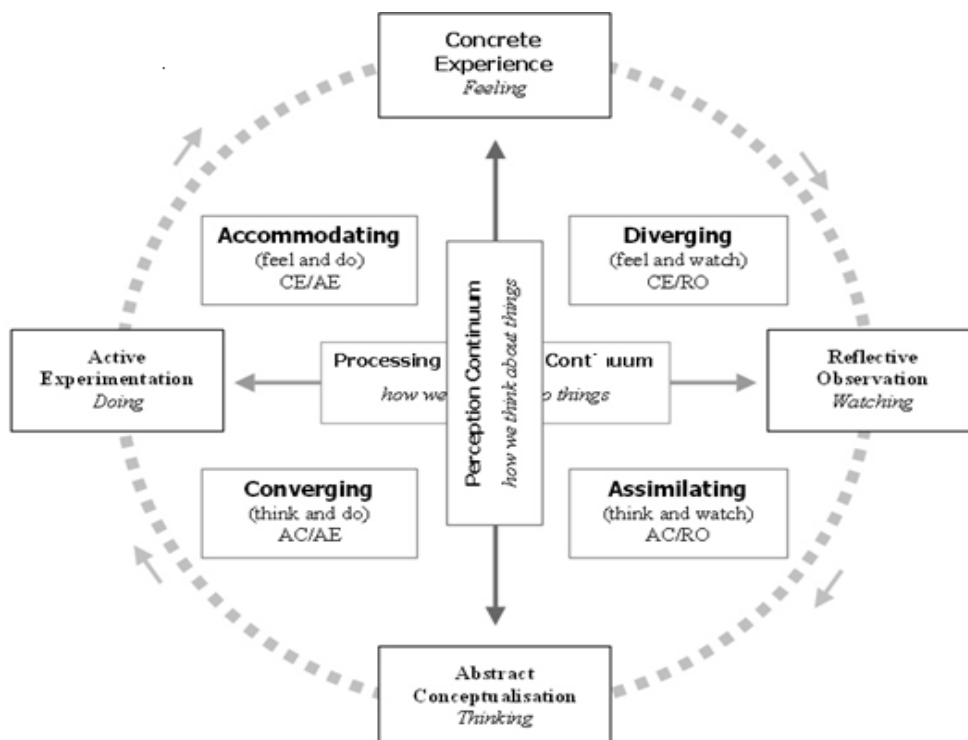 Concrete
Experience
Feeling
Accommodating
(feel and do)
CE/AE
Diverging
(feel and watch)
CE/RO
Perception Continuum
how we think about things
Active
Experimentation
Doing
Processing
how we things
Reflective
Observation
Watching
Converging
(think and do)
AC/AE
Assimilating
(think and watch)
AC/RO
Abstract
Conceptualisation
Thinking